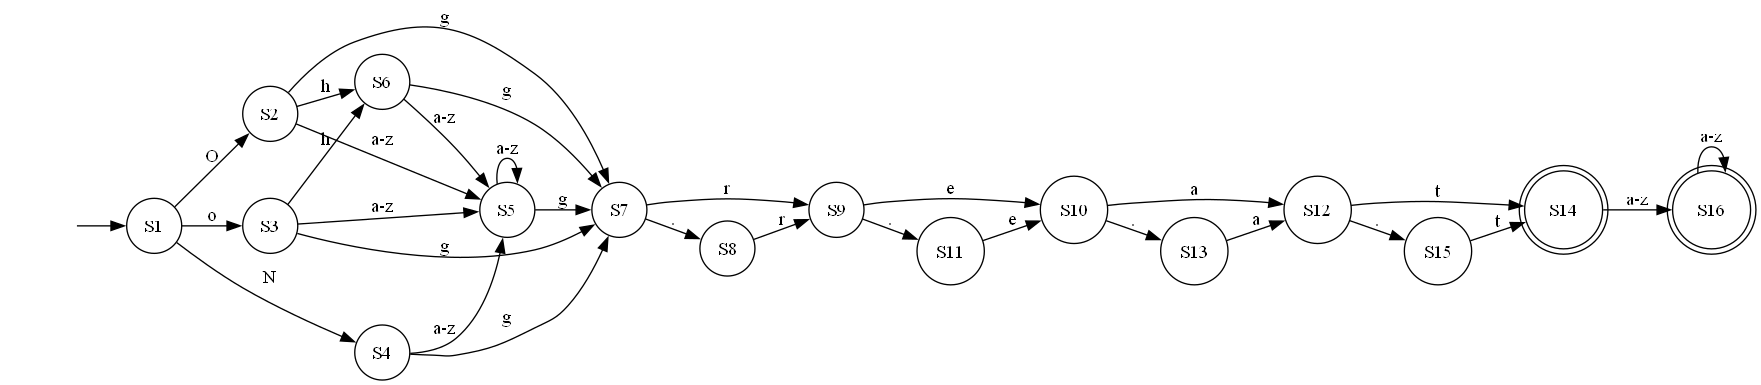 g
S6
h
g
S2
a-z
h
a-z
a-z
a-z
O
a-z
r
e
a
t
S1
o
S3
a-z
S5
g
S7
.
S8
r
S9
.
S11
e
S10
.
S13
a
S12
.
S15
t
S14
a-z
S16
g
N
a-z
g
S4